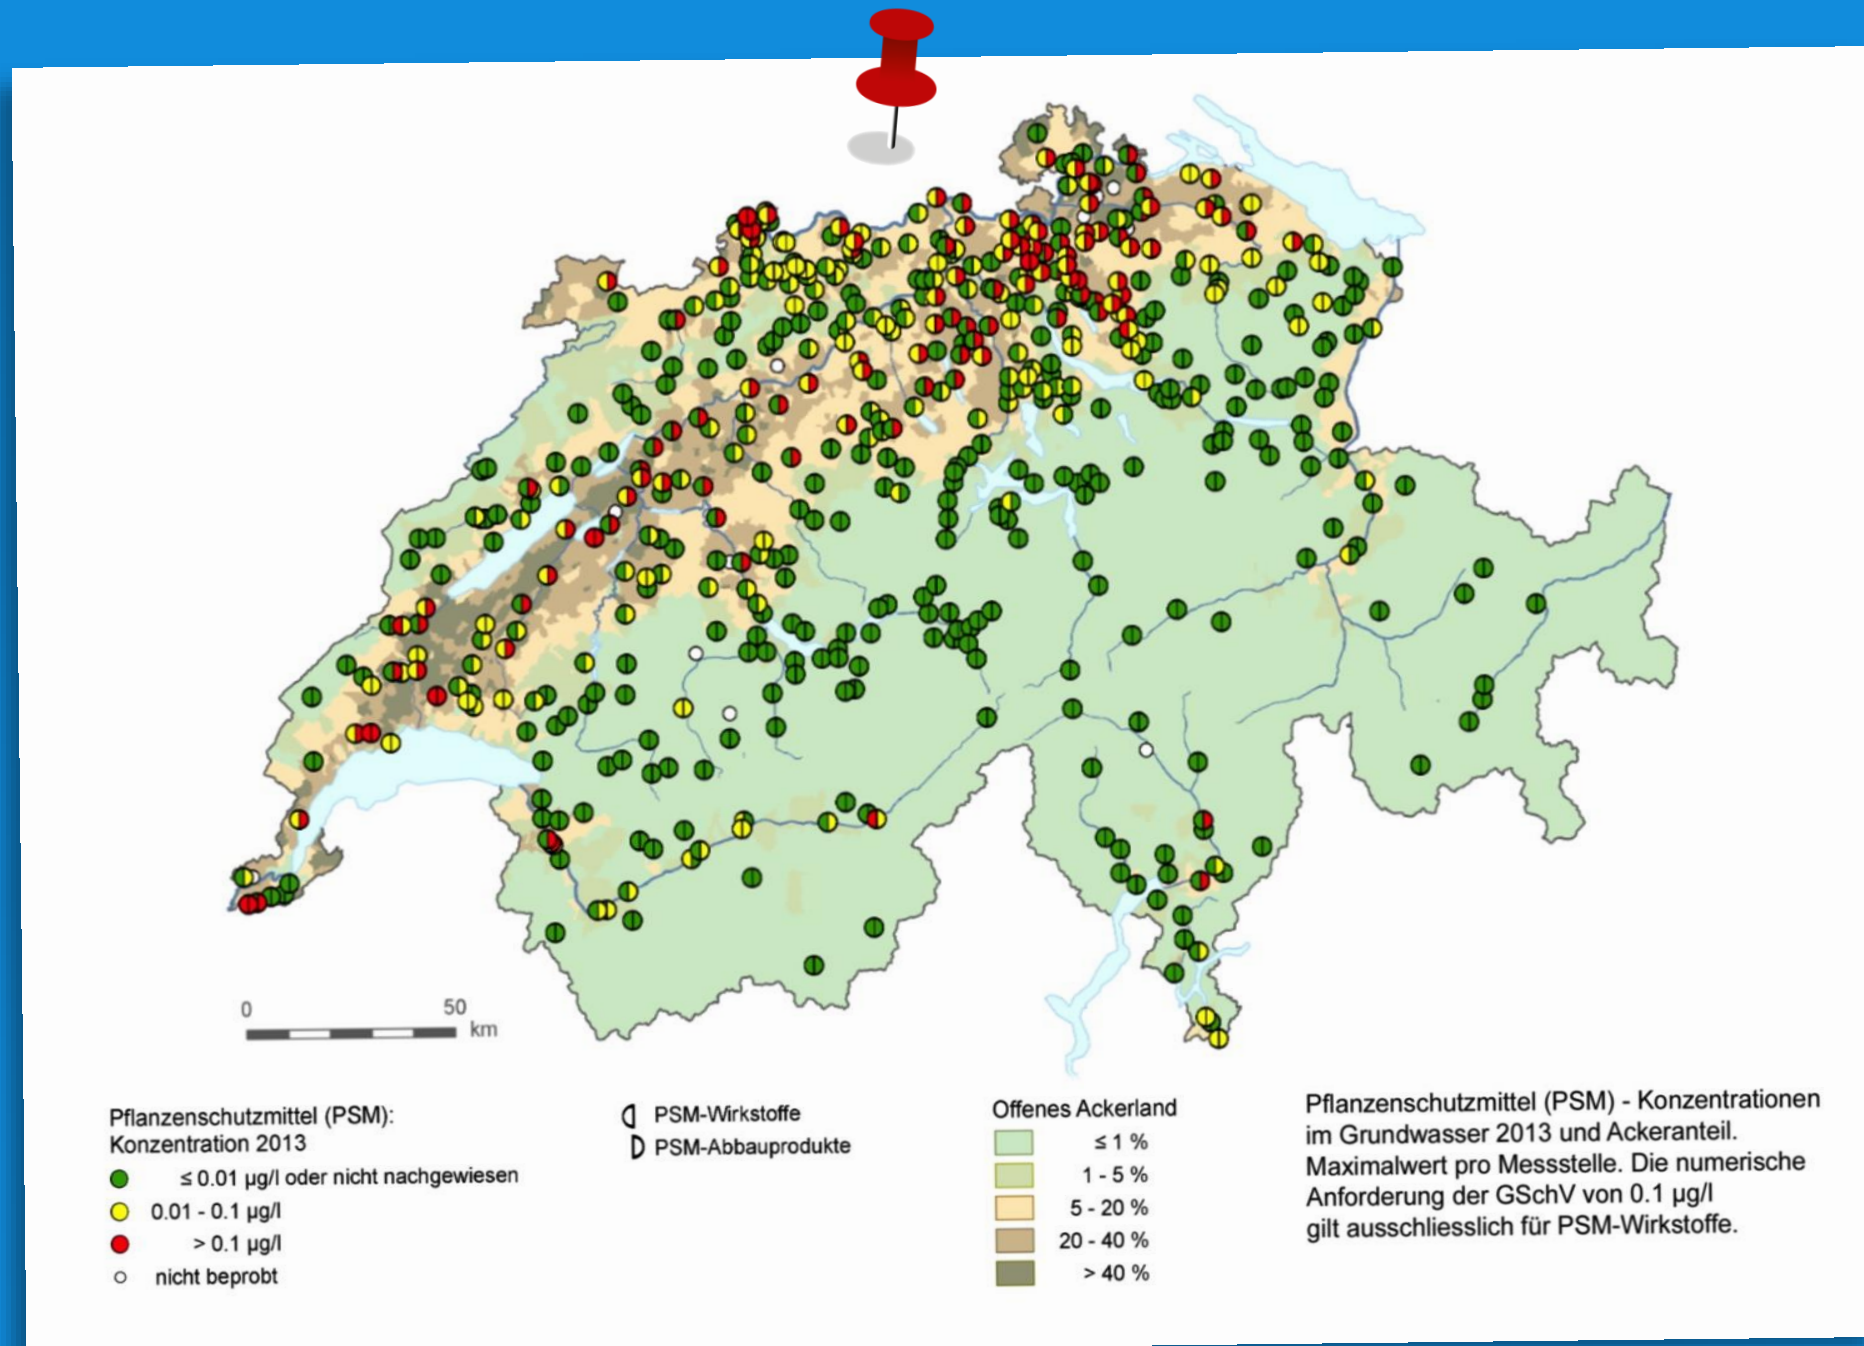 0 50
km
Pflanzenschutzmittel (PSM):
Konzentration 2013
≤ 0.01 µg/l oder nicht nachgewiesen
0.01 - 0.1 µg/l
> 0.1 µg/l
nicht beprobt
PSM-Wirkstoffe
PSM-Abbauprodukte
Offenes Ackerland
≤ 1 %
1 - 5 %
5 - 20 %
20 - 40 %
> 40 %
Pflanzenschutzmittel (PSM) - Konzentrationen
im Grundwasser 2013 und Ackeranteil.
Maximalwert pro Messstelle. Die numerische
Anforderung der GSchV von 0.1 µg/l
gilt ausschliesslich für PSM-Wirkstoffe.